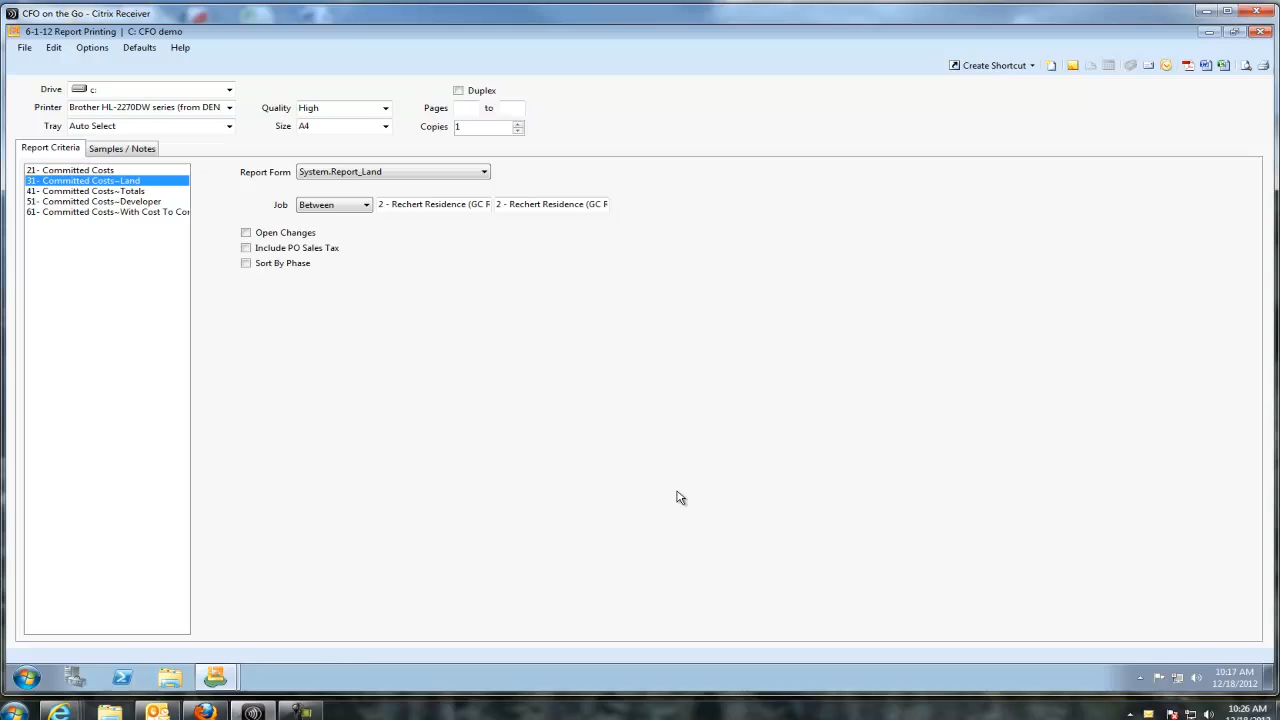 CFO on the Go - Citrix Receiver
6-1-12 Report Printing | C: CFO demo
File Edit Options Defaults Help
Create Shortcut
Drive c: Duplex
Printer Brother HL-2270DW series (from DEN Quality High Pages to
Tray Auto Select Size A4 Copies 1
Report Criteria Samples / Notes
21- Committed Costs
31- Committed Costs~Land
41- Committed Costs~Totals
51- Committed Costs~Developer
61- Committed Costs~With Cost To Co
Report Form System.Report_Land
Job Between 2 - Rechert Residence (GC F 2 - Rechert Residence (GC F
Open Changes
Include PO Sales Tax
Sort By Phase
10:17 AM
12/18/2012
10:26 AM